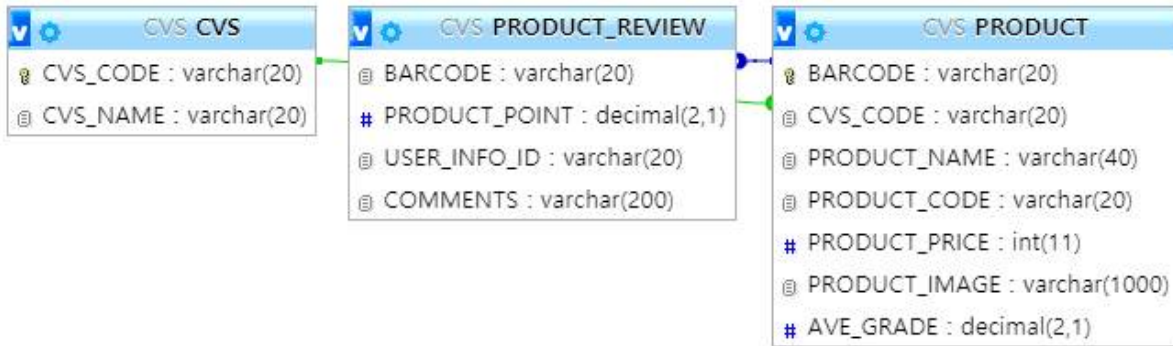 CVS CVS
CVS_CODE : varchar(20)
CVS_NAME : varchar(20)
CVS PRODUCT_REVIEW
BARCODE : varchar(20)
# PRODUCT_POINT : decimal(2,1)
USER_INFO_ID : varchar(20)
COMMENTS : varchar(200)
CVS PRODUCT
BARCODE : varchar(20)
CVS_CODE : varchar(20)
PRODUCT_NAME : varchar(40)
PRODUCT_CODE : varchar(20)
# PRODUCT_PRICE : int(11)
PRODUCT_IMAGE : varchar(1000)
# AVE_GRADE : decimal(2,1)